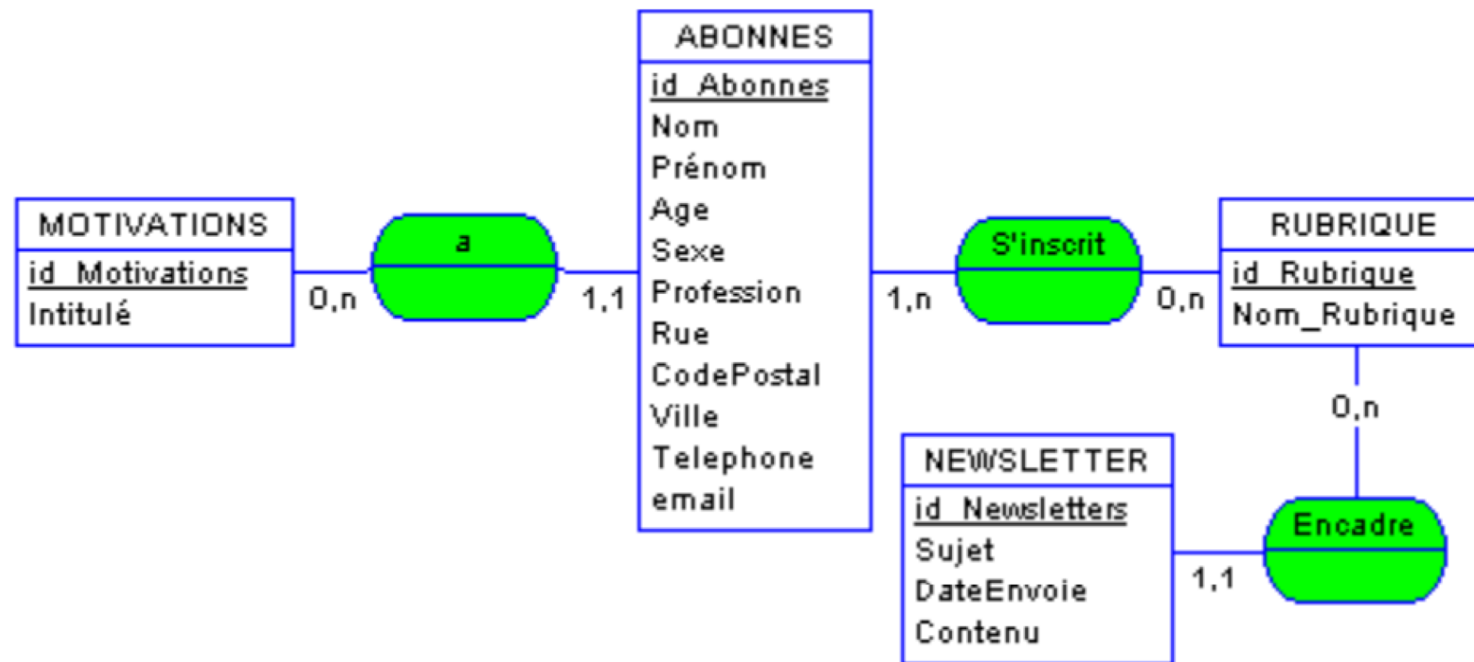 MOTIVATIONS
id_Motivations
Intitulé
0,n
a
1,1
ABONNES
id_Abonnes
Nom
Prénom
Age
Sexe
Profession
Rue
CodePostal
Ville
Telephone
email
1,n
S'inscrit
0,n
RUBRIQUE
id_Rubrique
Nom_Rubrique
0,n
Encadre
1,1
NEWSLETTER
id_Newsletters
Sujet
DateEnvoie
Contenu